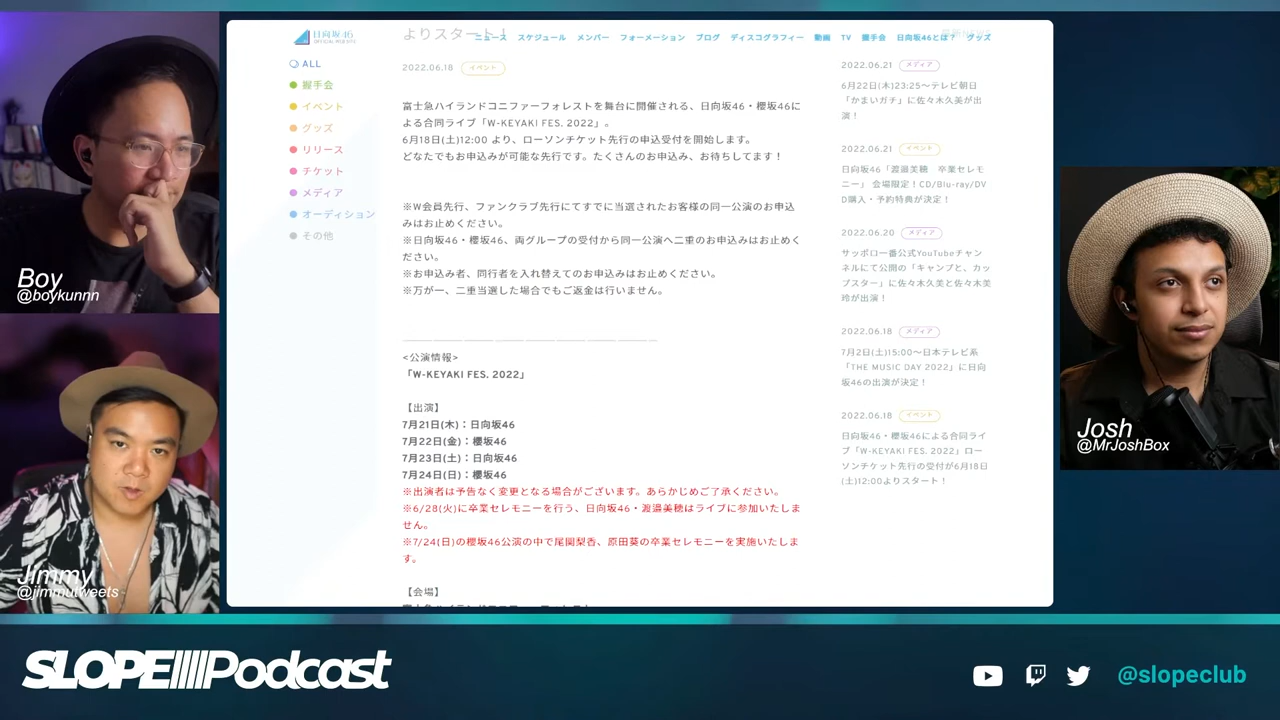 日向坂46
OFFICIAL WEB SITE
よりスタート！
ニュース スケジュール メンバー フォーメーション ブログ ディスコグラフィー 動画 TV 握手会 日向坂46とは？ グッズ
ALL
握手会
イベント
グッズ
リリース
チケット
メディア
オーディション
その他
2022.06.18 イベント
富士急ハイランドコニファーフォレストを舞台に開催される、日向坂46・櫻坂46に
よる合同ライブ「W-KEYAKI FES. 2022」。
6月18日(土)12:00 より、ローソンチケット先行の申込受付を開始します。
どなたでもお申込みが可能な先行です。たくさんのお申込み、お待ちしてます！
※W会員先行、ファンクラブ先行にてすでに当選されたお客様の同一公演のお申込
みはお止めください。
※日向坂46・櫻坂46、両グループの受付から同一公演へ二重のお申込みはお止めく
ださい。
※お申込み者、同行者を入れ替えてのお申込みはお止めください。
※万が一、二重当選した場合でもご返金は行いません。
<公演情報>
「W-KEYAKI FES. 2022」
【出演】
7月21日(木)：日向坂46
7月22日(金)：櫻坂46
7月23日(土)：日向坂46
7月24日(日)：櫻坂46
※出演者は予告なく変更となる場合がございます。あらかじめご了承ください。
※6/28(火)に卒業セレモニーを行う、日向坂46・渡邉美穂はライブに参加いたしま
せん。
※7/24(日)の櫻坂46公演の中で尾関梨香、原田葵の卒業セレモニーを実施いたしま
す。
【会場】
2022.06.21 メディア
6月22日(木)23:25〜テレビ朝日
「かまいガチ」に佐々木久美が出
演！
2022.06.21 イベント
日向坂46「渡邉美穂　卒業セレモ
ニー」 会場限定！CD/Blu-ray/DV
D購入・予約特典が決定！
2022.06.20 メディア
サッポロ一番公式YouTubeチャン
ネルにて公開の「キャンプと、カッ
プスター」に佐々木久美と佐々木美
玲が出演！
2022.06.18 メディア
7月2日(土)15:00〜日本テレビ系
「THE MUSIC DAY 2022」に日向
坂46の出演が決定！
2022.06.18 イベント
日向坂46・櫻坂46による合同ライ
ブ「W-KEYAKI FES. 2022」ロー
ソンチケット先行の受付が6月18日
(土)12:00よりスタート！
Boy
@boykunnn
Jimmy
@jimmutweets
Josh
@MrJoshBox
SLOPE Podcast
@slopeclub